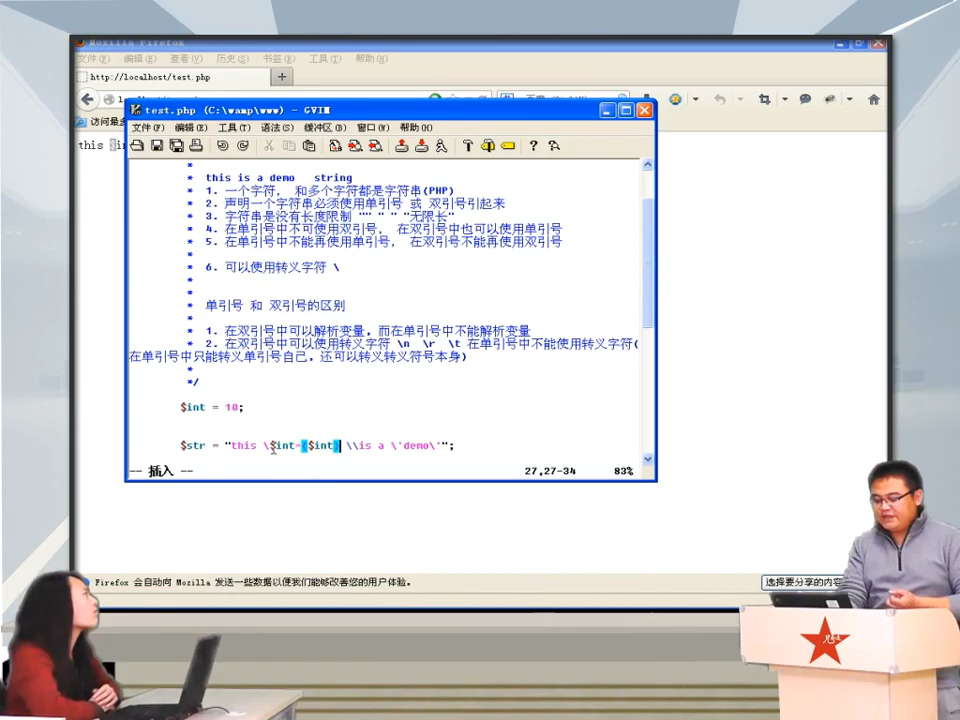 Mozilla Firefox
文件(F) 编辑(E) 查看(V) 历史(S) 书签(B) 工具(T) 帮助(H)
http://localhost/test.php
访问最
this
test.php (C:\wamp\www) - GVIM
文件(F) 编辑(E) 工具(T) 语法(S) 缓冲区(B) 窗口(W) 帮助(H)
*
* this is a demo string
* 1. 一个字符， 和多个字符都是字符串(PHP)
* 2. 声明一个字符串必须使用单引号 或 双引号引起来
* 3. 字符串是没有长度限制 "" " " "无限长"
* 4. 在单引号中不可使用双引号， 在双引号中也可以使用单引号
* 5. 在单引号中不能再使用单引号， 在双引号不能再使用双引号
*
* 6. 可以使用转义字符 \
*
*
* 单引号 和 双引号的区别
*
* 1. 在双引号中可以解析变量，而在单引号中不能解析变量
* 2. 在双引号中可以使用转义字符 \n \r \t 在单引号中不能使用转义字符(
在单引号中只能转义单引号自己，还可以转义转义符号本身)
*
*/
$int = 10;
$str = "this \$int={$int} \\is a \'demo\'";
-- 插入 -- 27,27-34 83%
Firefox 会自动向 Mozilla 发送一些数据以便我们能够改善您的用户体验。
选择要分享的内容